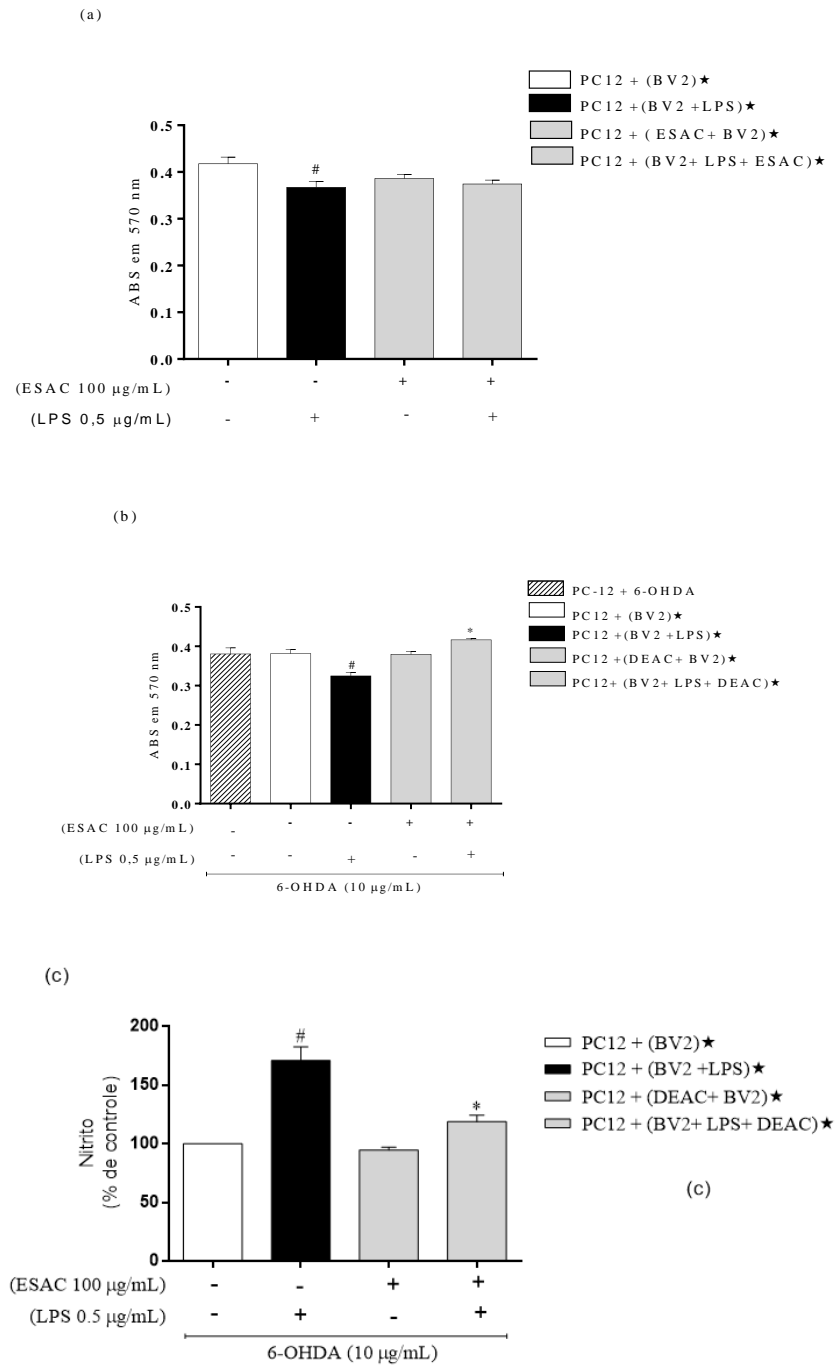 (a)
PC12 + (BV2)★
PC12 +(BV2 +LPS)★
PC12 + (ESAC+ BV2)★
PC12 + (BV2+ LPS+ ESAC)★
ABS em 570 nm
0.5
0.4
0.3
0.2
0.1
0.0
#
(ESAC 100 µg/mL) - - + +
(LPS 0,5 µg/mL) - + - +
(b)
PC-12 + 6-OHDA
PC12 + (BV2)★
PC12 +(BV2 +LPS)★
PC12 +(DEAC+ BV2)★
PC12+ (BV2+ LPS+ DEAC)★
ABS em 570 nm
0.5
0.4
0.3
0.2
0.1
0.0
#
*
(ESAC 100 µg/mL) - - - + +
(LPS 0,5 µg/mL) - - + - +
6-OHDA (10 µg/mL)
(c)
PC12 + (BV2)★
PC12 + (BV2 +LPS)★
PC12 + (DEAC+ BV2)★
PC12 + (BV2+ LPS+ DEAC)★
(c)
Nitrito
(% de controle)
200
150
100
50
0
#
*
(ESAC 100 µg/mL) - - + +
(LPS 0.5 µg/mL) - + - +
6-OHDA (10 µg/mL)